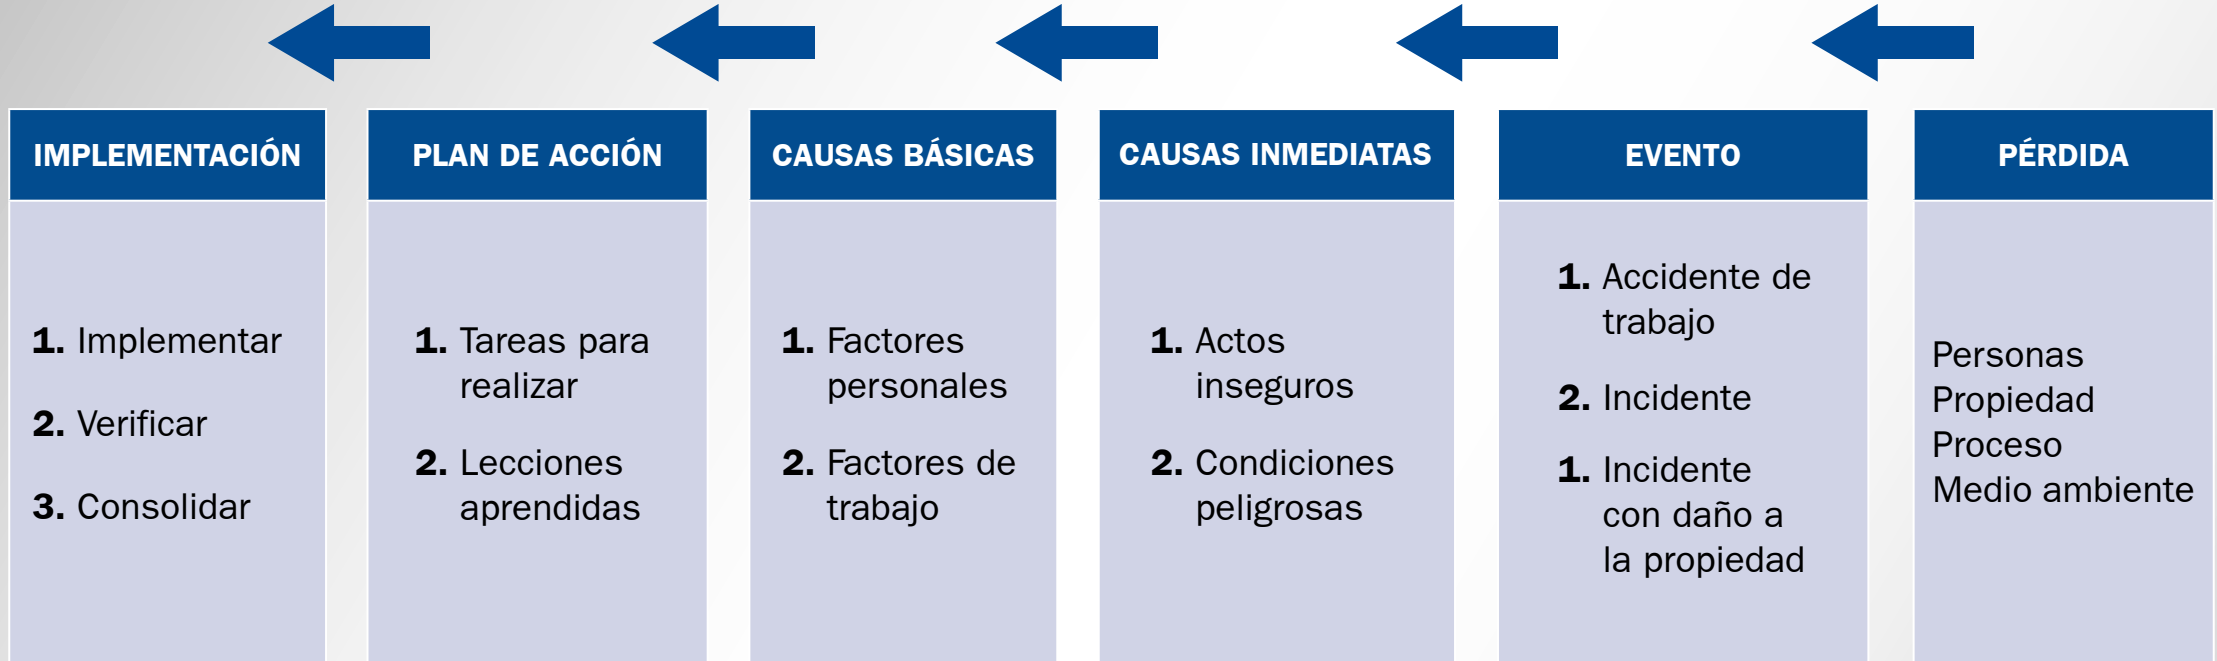 IMPLEMENTACIÓN
1. Implementar
2. Verificar
3. Consolidar
PLAN DE ACCIÓN
1. Tareas para
realizar
2. Lecciones
aprendidas
CAUSAS BÁSICAS
1. Factores
personales
2. Factores de
trabajo
CAUSAS INMEDIATAS
1. Actos
inseguros
2. Condiciones
peligrosas
EVENTO
1. Accidente de
trabajo
2. Incidente
1. Incidente
con daño a
la propiedad
PÉRDIDA
Personas
Propiedad
Proceso
Medio ambiente